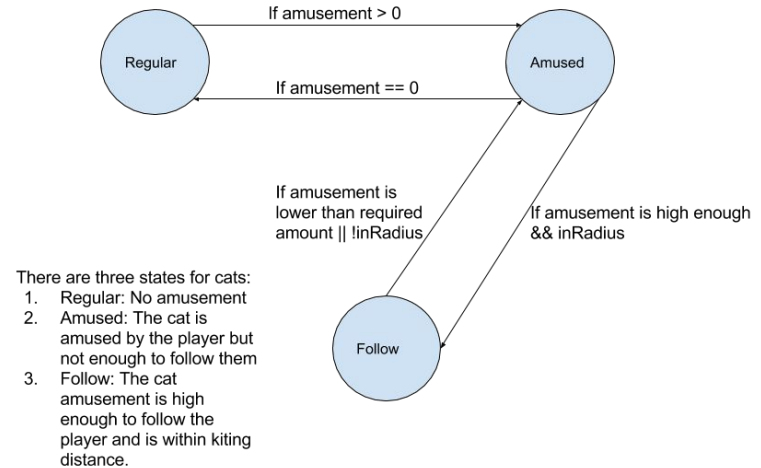 If amusement > 0
Regular
Amused
If amusement == 0
If amusement is
lower than required
amount || !inRadius
If amusement is high enough
&& inRadius
There are three states for cats:
1. Regular: No amusement
2. Amused: The cat is
amused by the player but
not enough to follow them
3. Follow: The cat
amusement is high
enough to follow the
player and is within kiting
distance.
Follow